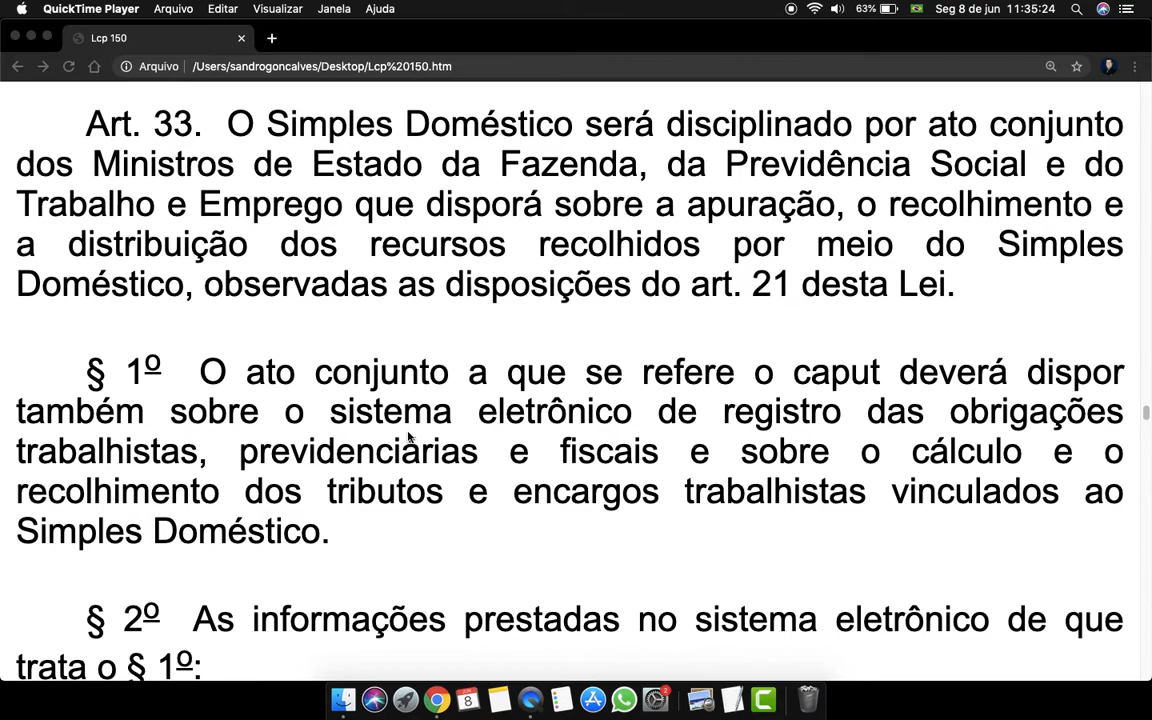 QuickTime Player Arquivo Editar Visualizar Janela Ajuda 63% Seg 8 de jun 11:35:24
Lcp 150
Arquivo /Users/sandrogoncalves/Desktop/Lcp%20150.htm
Art. 33. O Simples Doméstico será disciplinado por ato conjunto
dos Ministros de Estado da Fazenda, da Previdência Social e do
Trabalho e Emprego que disporá sobre a apuração, o recolhimento e
a distribuição dos recursos recolhidos por meio do Simples
Doméstico, observadas as disposições do art. 21 desta Lei.
§ 1º O ato conjunto a que se refere o caput deverá dispor
também sobre o sistema eletrônico de registro das obrigações
trabalhistas, previdenciárias e fiscais e sobre o cálculo e o
recolhimento dos tributos e encargos trabalhistas vinculados ao
Simples Doméstico.
§ 2º As informações prestadas no sistema eletrônico de que
trata o § 1º:
8
2